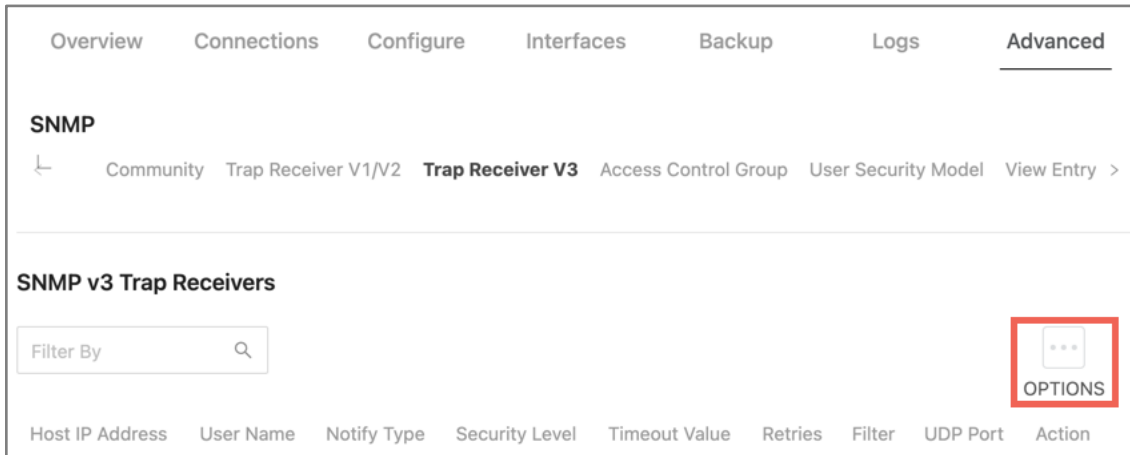 Overview Connections Configure Interfaces Backup Logs Advanced
SNMP
Community Trap Receiver V1/V2 Trap Receiver V3 Access Control Group User Security Model View Entry >
SNMP v3 Trap Receivers
Filter By
OPTIONS
Host IP Address User Name Notify Type Security Level Timeout Value Retries Filter UDP Port Action